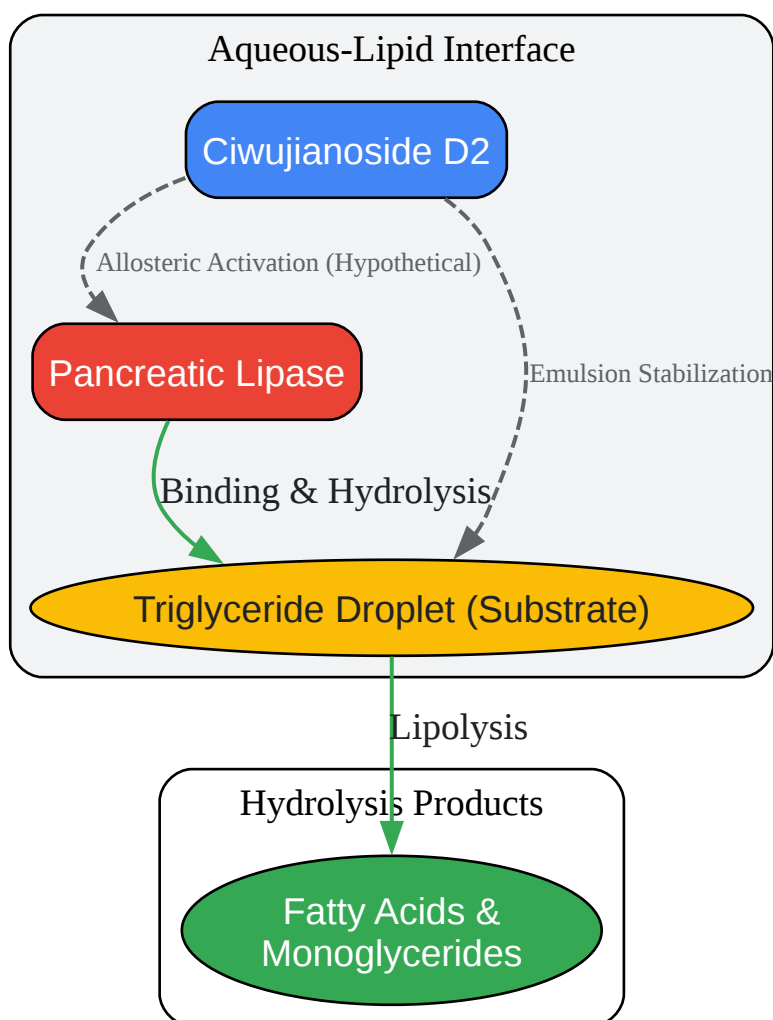 Aqueous-Lipid Interface
Ciwujianoside D2
Allosteric Activation (Hypothetical)
Pancreatic Lipase
Emulsion Stabilization
Binding & Hydrolysis
Triglyceride Droplet (Substrate)
Lipolysis
Hydrolysis Products
Fatty Acids &
Monoglycerides